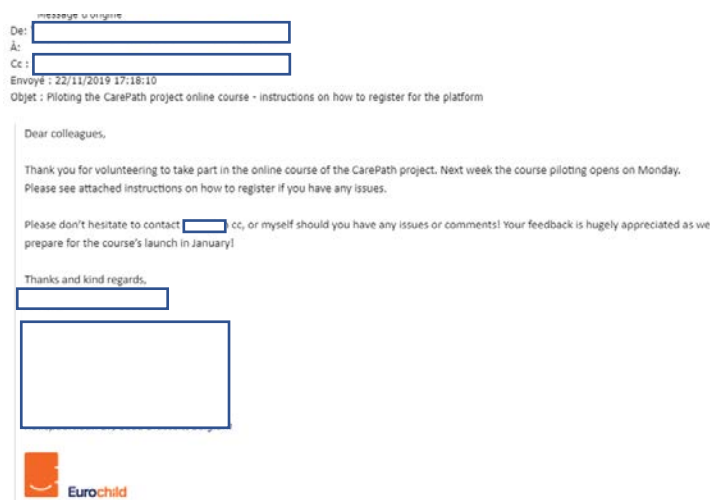 Message d'origine
De:
À:
Cc :
Envoyé : 22/11/2019 17:18:10
Objet : Piloting the CarePath project online course - instructions on how to register for the platform
Dear colleagues,
Thank you for volunteering to take part in the online course of the CarePath project. Next week the course piloting opens on Monday.
Please see attached instructions on how to register if you have any issues.
Please don't hesitate to contact cc, or myself should you have any issues or comments! Your feedback is hugely appreciated as we
prepare for the course's launch in January!
Thanks and kind regards,
Eurochild